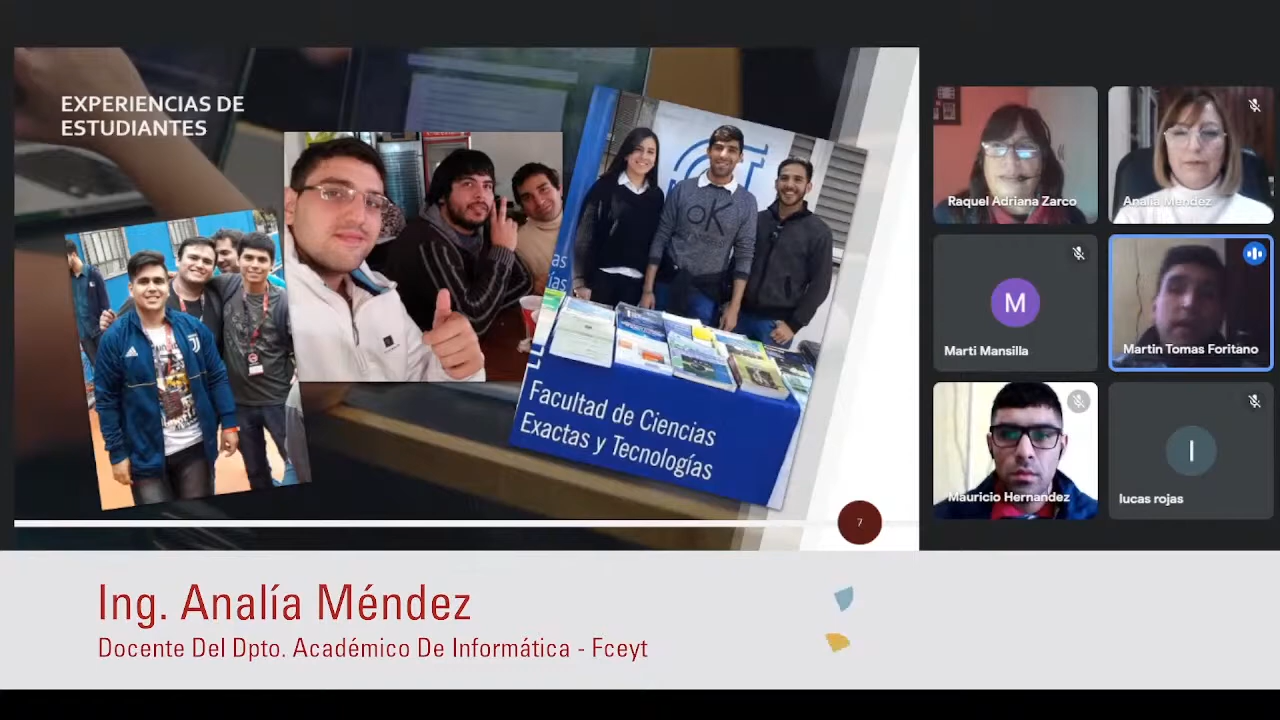 EXPERIENCIAS DE
ESTUDIANTES
OK
Facultad de Ciencias
Exactas y Tecnologías
7
Raquel Adriana Zarco
Analía Méndez
M
Marti Mansilla
Martin Tomas Foritano
Mauricio Hernandez
I
lucas rojas
Ing. Analía Méndez
Docente Del Dpto. Académico De Informática - Fceyt